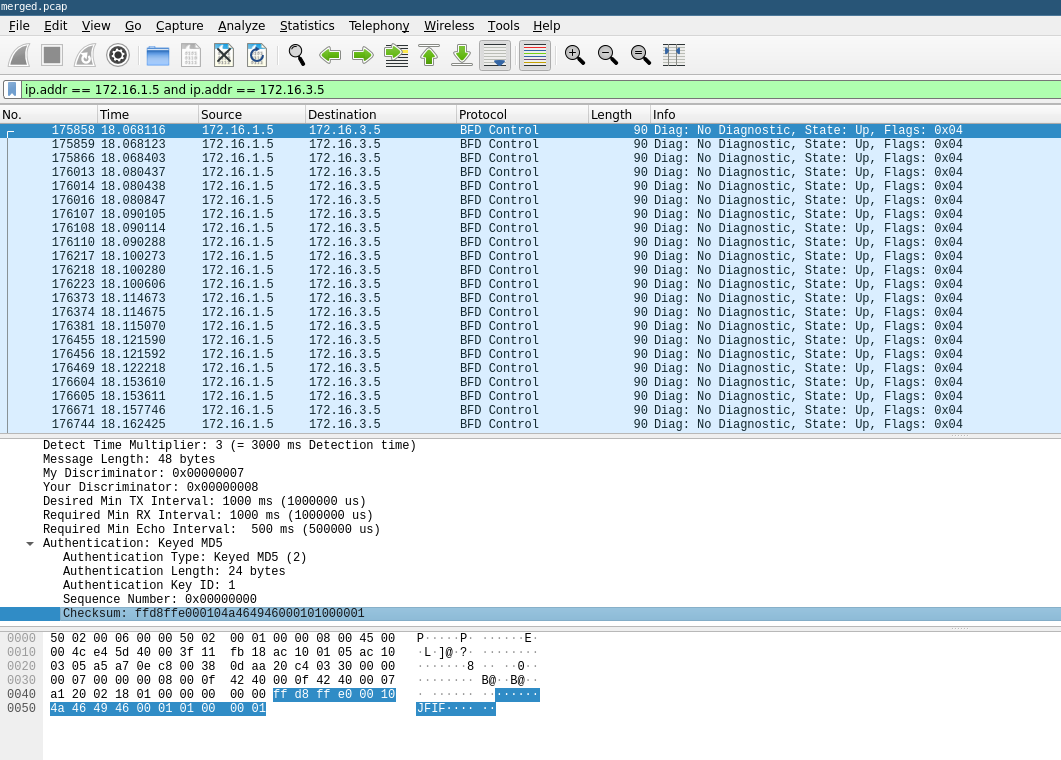 merged.pcap
File Edit View Go Capture Analyze Statistics Telephony Wireless Tools Help
ip.addr == 172.16.1.5 and ip.addr == 172.16.3.5
No. Time Source Destination Protocol Length Info
175858 18.068116 172.16.1.5 172.16.3.5 BFD Control 90 Diag: No Diagnostic, State: Up, Flags: 0x04
175859 18.068123 172.16.1.5 172.16.3.5 BFD Control 90 Diag: No Diagnostic, State: Up, Flags: 0x04
175866 18.068403 172.16.1.5 172.16.3.5 BFD Control 90 Diag: No Diagnostic, State: Up, Flags: 0x04
176013 18.080437 172.16.1.5 172.16.3.5 BFD Control 90 Diag: No Diagnostic, State: Up, Flags: 0x04
176014 18.080438 172.16.1.5 172.16.3.5 BFD Control 90 Diag: No Diagnostic, State: Up, Flags: 0x04
176016 18.080847 172.16.1.5 172.16.3.5 BFD Control 90 Diag: No Diagnostic, State: Up, Flags: 0x04
176107 18.090105 172.16.1.5 172.16.3.5 BFD Control 90 Diag: No Diagnostic, State: Up, Flags: 0x04
176108 18.090114 172.16.1.5 172.16.3.5 BFD Control 90 Diag: No Diagnostic, State: Up, Flags: 0x04
176110 18.090288 172.16.1.5 172.16.3.5 BFD Control 90 Diag: No Diagnostic, State: Up, Flags: 0x04
176217 18.100273 172.16.1.5 172.16.3.5 BFD Control 90 Diag: No Diagnostic, State: Up, Flags: 0x04
176218 18.100280 172.16.1.5 172.16.3.5 BFD Control 90 Diag: No Diagnostic, State: Up, Flags: 0x04
176223 18.100606 172.16.1.5 172.16.3.5 BFD Control 90 Diag: No Diagnostic, State: Up, Flags: 0x04
176373 18.114673 172.16.1.5 172.16.3.5 BFD Control 90 Diag: No Diagnostic, State: Up, Flags: 0x04
176374 18.114675 172.16.1.5 172.16.3.5 BFD Control 90 Diag: No Diagnostic, State: Up, Flags: 0x04
176381 18.115070 172.16.1.5 172.16.3.5 BFD Control 90 Diag: No Diagnostic, State: Up, Flags: 0x04
176455 18.121590 172.16.1.5 172.16.3.5 BFD Control 90 Diag: No Diagnostic, State: Up, Flags: 0x04
176456 18.121592 172.16.1.5 172.16.3.5 BFD Control 90 Diag: No Diagnostic, State: Up, Flags: 0x04
176469 18.122218 172.16.1.5 172.16.3.5 BFD Control 90 Diag: No Diagnostic, State: Up, Flags: 0x04
176604 18.153610 172.16.1.5 172.16.3.5 BFD Control 90 Diag: No Diagnostic, State: Up, Flags: 0x04
176605 18.153611 172.16.1.5 172.16.3.5 BFD Control 90 Diag: No Diagnostic, State: Up, Flags: 0x04
176671 18.157746 172.16.1.5 172.16.3.5 BFD Control 90 Diag: No Diagnostic, State: Up, Flags: 0x04
176744 18.162425 172.16.1.5 172.16.3.5 BFD Control 90 Diag: No Diagnostic, State: Up, Flags: 0x04
Detect Time Multiplier: 3 (= 3000 ms Detection time)
Message Length: 48 bytes
My Discriminator: 0x00000007
Your Discriminator: 0x00000008
Desired Min TX Interval: 1000 ms (1000000 us)
Required Min RX Interval: 1000 ms (1000000 us)
Required Min Echo Interval:  500 ms (500000 us)
Authentication: Keyed MD5
Authentication Type: Keyed MD5 (2)
Authentication Length: 24 bytes
Authentication Key ID: 1
Sequence Number: 0x00000000
Checksum: ffd8ffe000104a464946000101000001
0000 50 02 00 06 00 00 50 02 00 01 00 00 08 00 45 00 P·····P· ······E·
0010 00 4c e4 5d 40 00 3f 11 fb 18 ac 10 01 05 ac 10 ·L·]@·?· ········
0020 03 05 a5 a7 0e c8 00 38 0d aa 20 c4 03 30 00 00 ·······8 ·· ··0··
0030 00 07 00 00 00 08 00 0f 42 40 00 0f 42 40 00 07 ········ B@··B@··
0040 a1 20 02 18 01 00 00 00 00 00 ff d8 ff e0 00 10 · ······ ········
0050 4a 46 49 46 00 01 01 00 00 01 JFIF···· ··